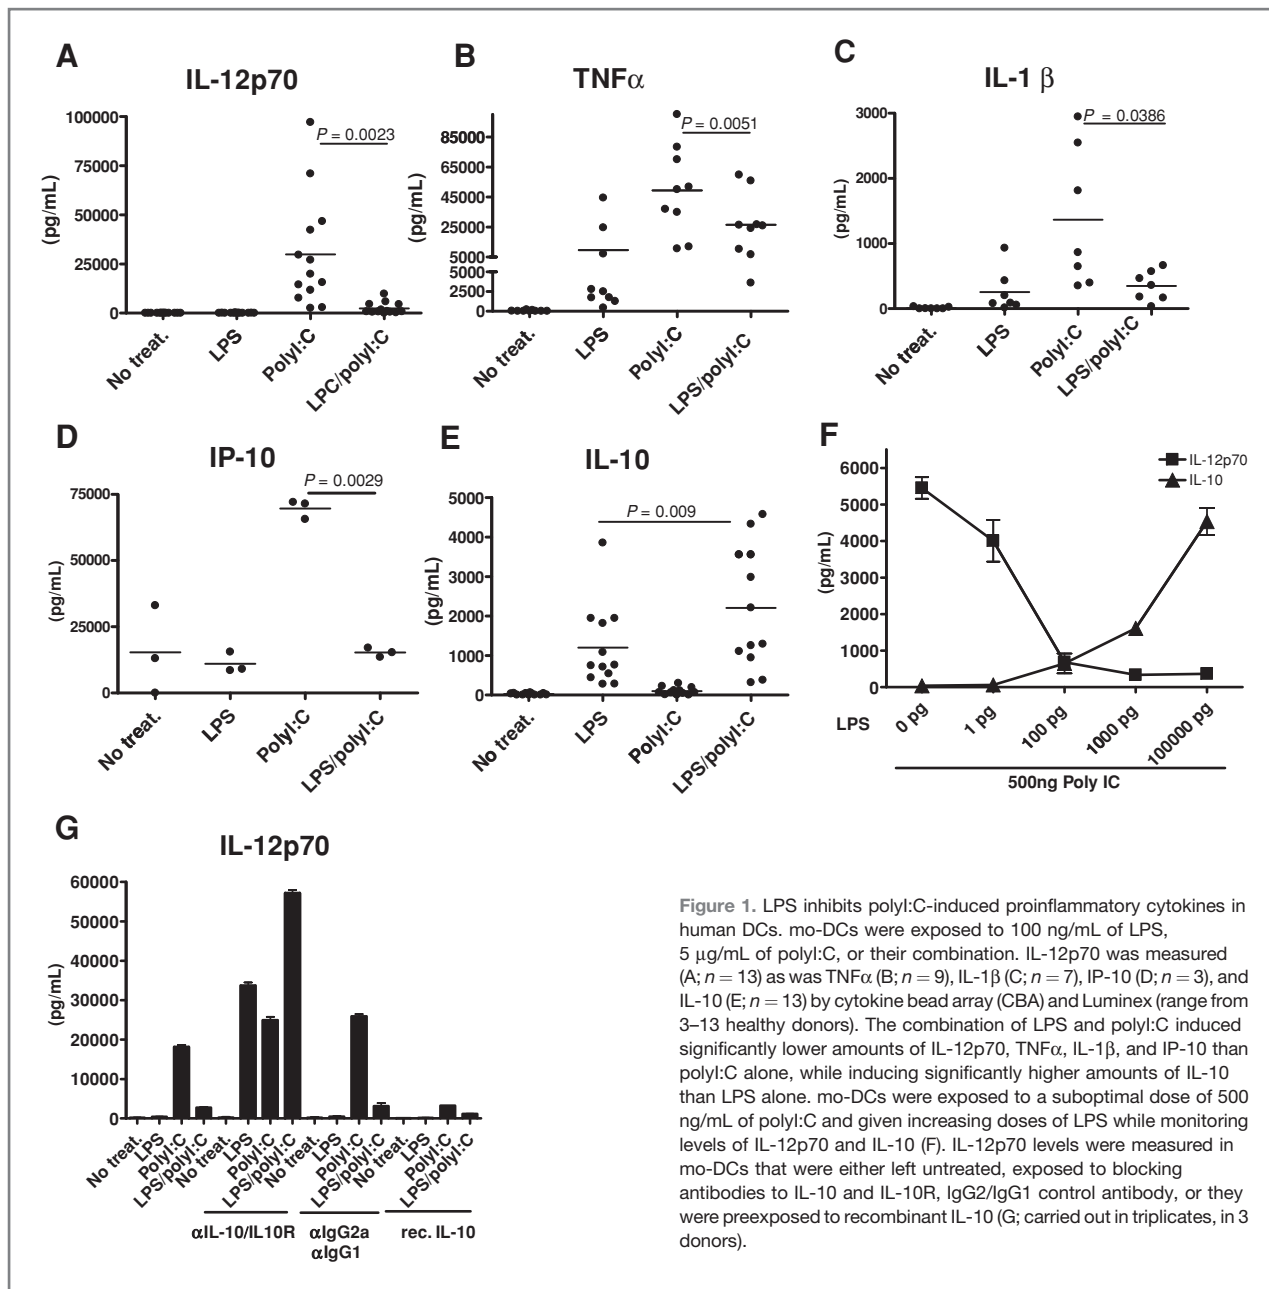 A
IL-12p70
(pg/mL)
100000
75000
50000
25000
0
P = 0.0023
No treat.
LPS
PolyI:C
LPC/polyI:C
B
TNFα
(pg/mL)
85000
65000
45000
25000
5000
5000
2500
0
P = 0.0051
No treat.
LPS
PolyI:C
LPS/polyI:C
C
IL-1 β
(pg/mL)
3000
2000
1000
0
P = 0.0386
No treat.
LPS
PolyI:C
LPS/polyI:C
D
IP-10
(pg/mL)
75000
50000
25000
0
P = 0.0029
No treat.
LPS
PolyI:C
LPS/polyI:C
E
IL-10
(pg/mL)
5000
4000
3000
2000
1000
0
P = 0.009
No treat.
LPS
PolyI:C
LPS/polyI:C
F
IL-12p70
IL-10
(pg/mL)
6000
5000
4000
3000
2000
1000
0
LPS
0 pg
1 pg
100 pg
1000 pg
100000 pg
500ng Poly IC
G
IL-12p70
(pg/mL)
60000
50000
40000
30000
20000
10000
0
No treat.
LPS
PolyI:C
LPS/polyI:C
No treat.
LPS
PolyI:C
LPS/polyI:C
No treat.
LPS
PolyI:C
LPS/polyI:C
No treat.
LPS
PolyI:C
LPS/polyI:C
αIL-10/IL10R
αIgG2a
αIgG1
rec. IL-10
Figure 1. LPS inhibits polyI:C-induced proinflammatory cytokines in
human DCs. mo-DCs were exposed to 100 ng/mL of LPS,
5 μg/mL of polyI:C, or their combination. IL-12p70 was measured
(A; n = 13) as was TNFα (B; n = 9), IL-1β (C; n = 7), IP-10 (D; n = 3), and
IL-10 (E; n = 13) by cytokine bead array (CBA) and Luminex (range from
3–13 healthy donors). The combination of LPS and polyI:C induced
significantly lower amounts of IL-12p70, TNFα, IL-1β, and IP-10 than
polyI:C alone, while inducing significantly higher amounts of IL-10
than LPS alone. mo-DCs were exposed to a suboptimal dose of 500
ng/mL of polyI:C and given increasing doses of LPS while monitoring
levels of IL-12p70 and IL-10 (F). IL-12p70 levels were measured in
mo-DCs that were either left untreated, exposed to blocking
antibodies to IL-10 and IL-10R, IgG2/IgG1 control antibody, or they
were preexposed to recombinant IL-10 (G; carried out in triplicates, in 3
donors).